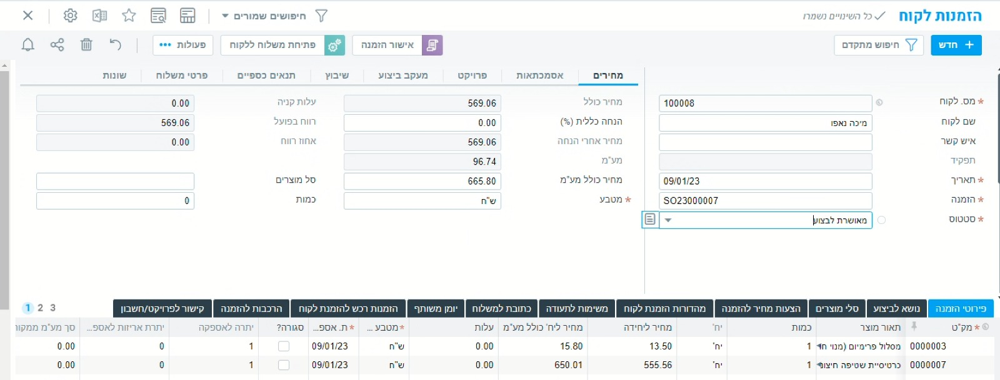 הזמנות לקוח
כל השינויים נשמרו
חיפושים שמורים
חדש
חיפוש מתקדם
אישור הזמנה
פתיחת משלוח ללקוח
פעולות
מחירים אסמכתאות פרויקט מעקב ביצוע שיבוץ תנאים כספיים פרטי משלוח שונות
* מס. לקוח 100008
שם לקוח מיכה נאפו
איש קשר
תפקיד
* תאריך 09/01/23
* הזמנה SO23000007
* סטטוס מאושרת לבצוע
מחיר כולל 569.06
הנחה כללית (%) 0.00
מחיר אחרי הנחה 569.06
מע"מ 96.74
מחיר כולל מע"מ 665.80
* מטבע ש"ח
עלות קניה 0.00
רווח בפועל 569.06
אחוז רווח 0.00
סל מוצרים
כמות 0
פירוטי הזמנה נושא לביצוע סלי מוצרים הצעות מחיר להזמנה מהדורות הזמנת לקוח משימות לתעודה כתובת למשלוח יומן משותף הזמנות רכש להזמנת לקוח הרכבות להזמנה קישור לפרויקט/חשבון 3 2 1
* מק"ט תאור מוצר כמות יח' מחיר ליחידה מחיר ליח' כולל מע"מ עלות *מטבע ... *ת. אספ... סגורה? יתרה לאספקה יתרת אריזות לאספ... סך מע"מ ממקור
0000003 מסלול פרימיום (מנוי חו 1 יח' 13.50 15.80 0.00 ש"ח 09/01/23 1 0 0.00
0000007 כרטיסיית שטיפה חיצונ 1 יח' 555.56 650.01 0.00 ש"ח 09/01/23 1 0 0.00